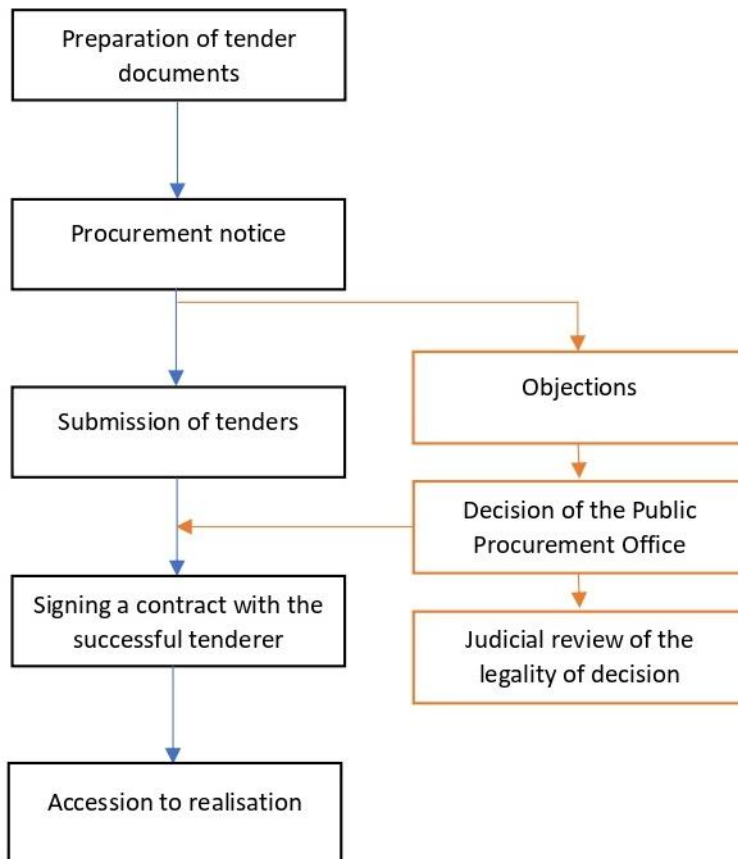 Preparation of tender
documents
Procurement notice
Objections
Submission of tenders
Decision of the Public
Procurement Office
Signing a contract with the
successful tenderer
Judicial review of the
legality of decision
Accession to realisation